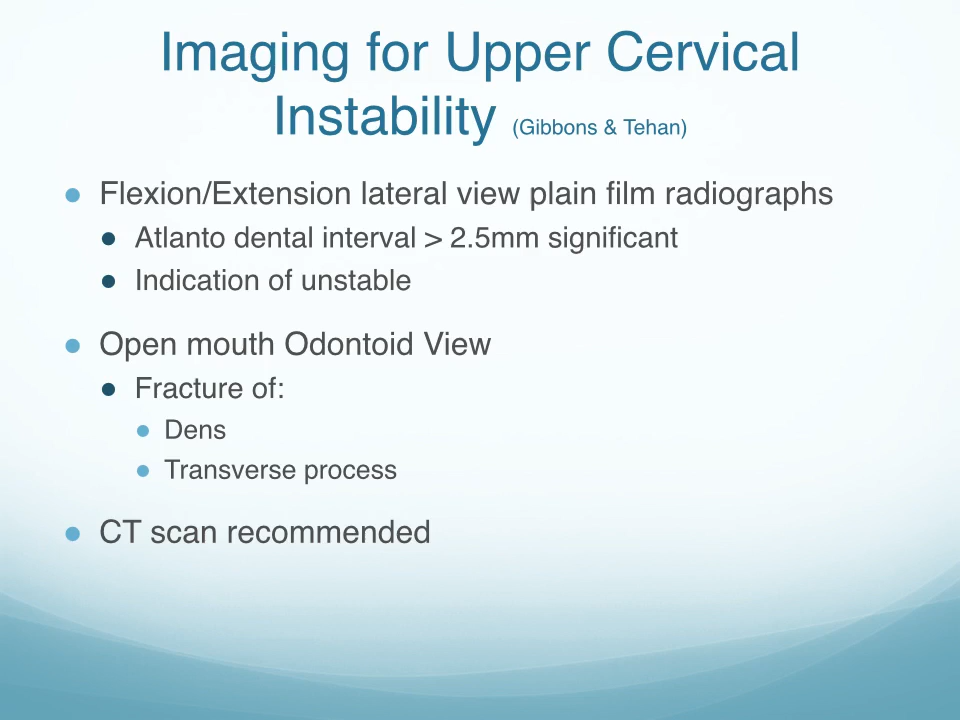 Imaging for Upper Cervical
Instability (Gibbons & Tehan)
Flexion/Extension lateral view plain film radiographs
Atlanto dental interval > 2.5mm significant
Indication of unstable
Open mouth Odontoid View
Fracture of:
Dens
Transverse process
CT scan recommended